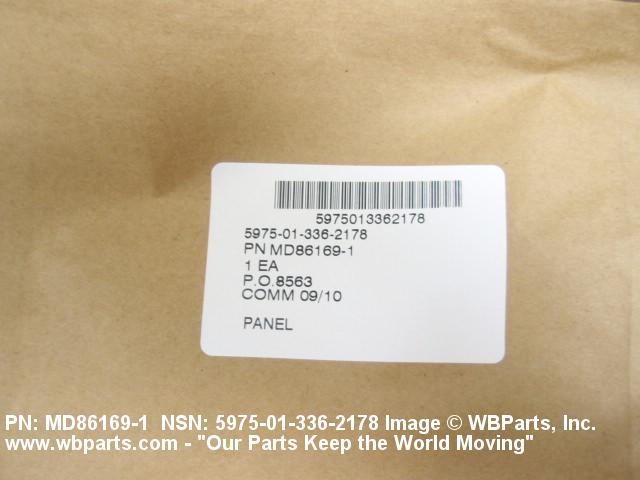 5975013362178
5975-01-336-2178
PN MD86169-1
1 EA
P.O.8563
COMM 09/10
PANEL
PN: MD86169-1 NSN: 5975-01-336-2178 Image © WBParts, Inc.
www.wbparts.com - "Our Parts Keep the World Moving"